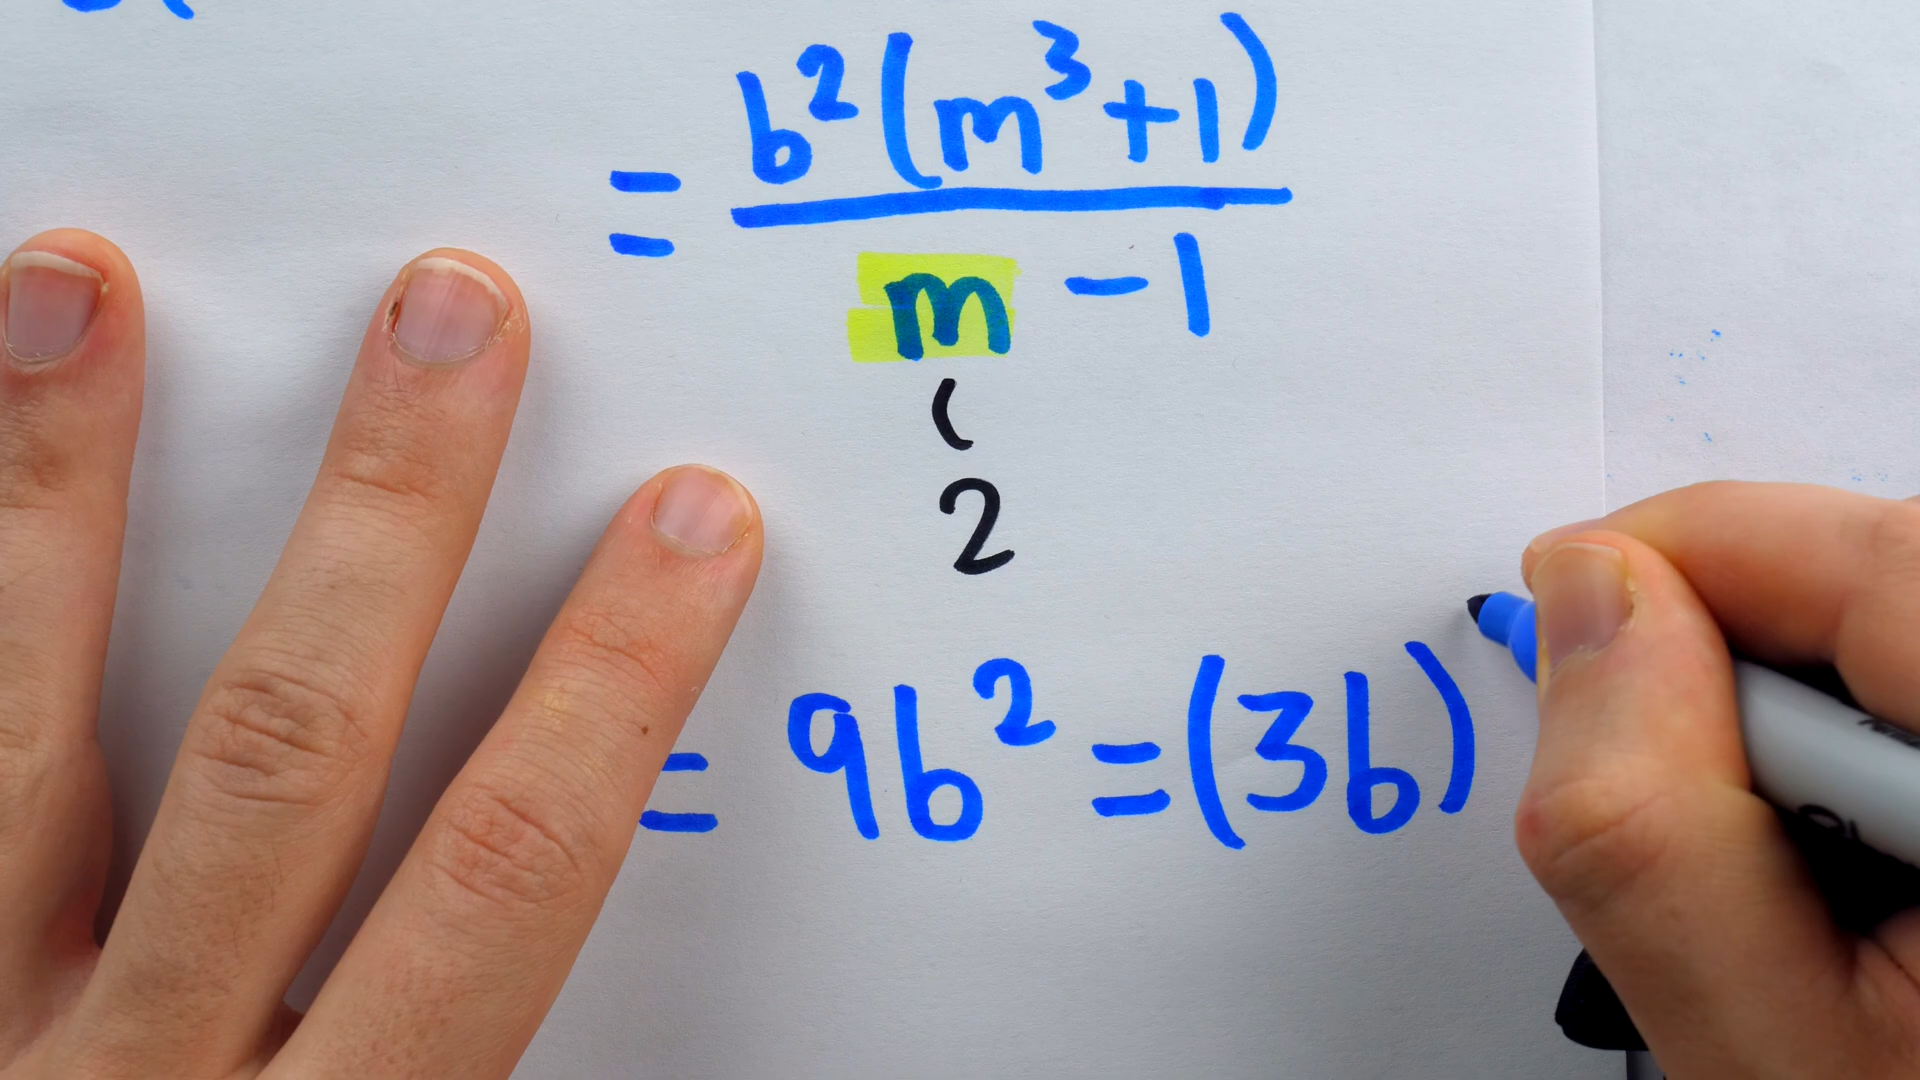 = b²(m³+1)
m - 1
2
= 9b² = (3b)